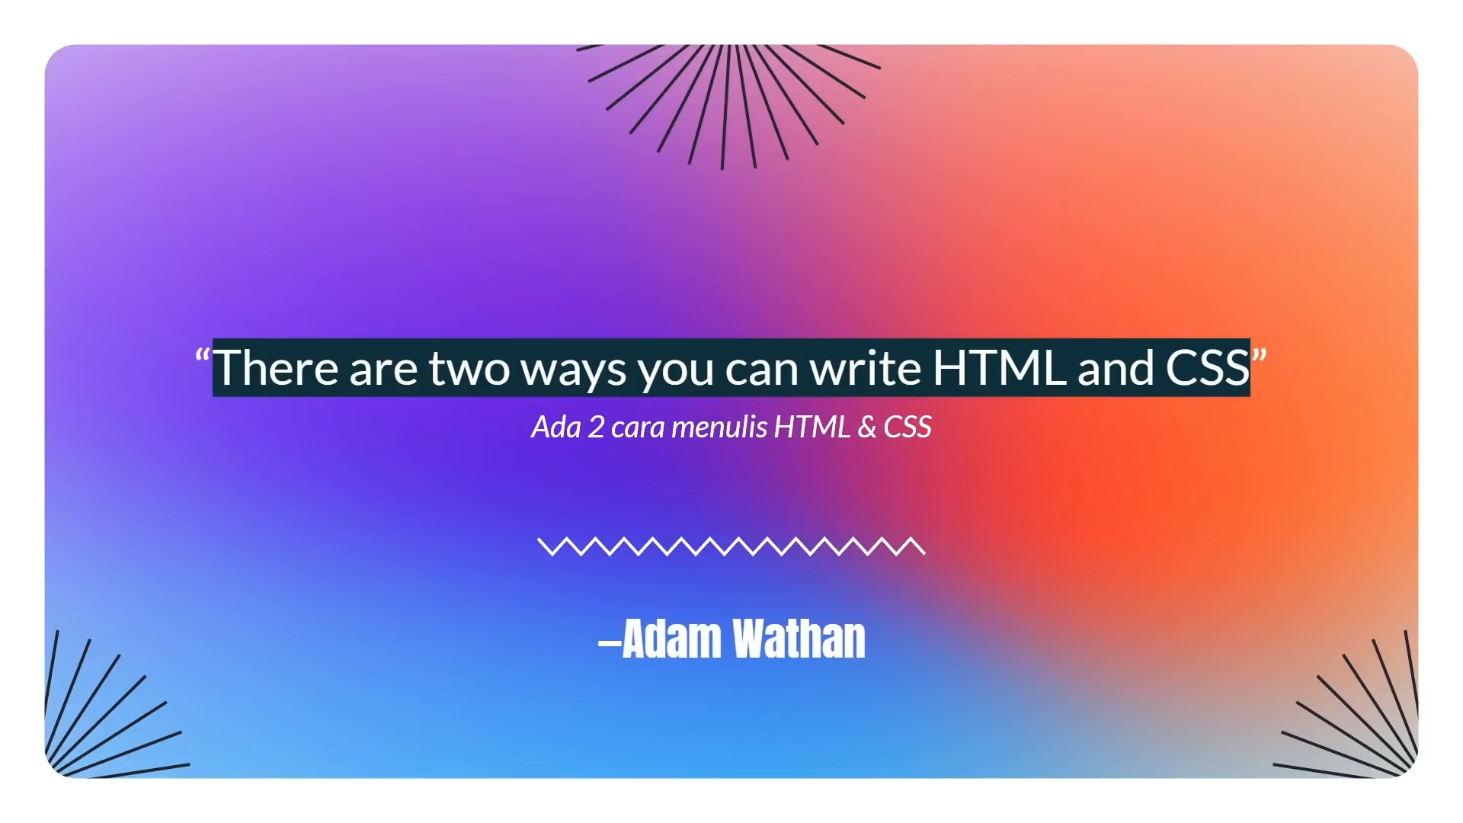 “There are two ways you can write HTML and CSS”
Ada 2 cara menulis HTML & CSS
–Adam Wathan